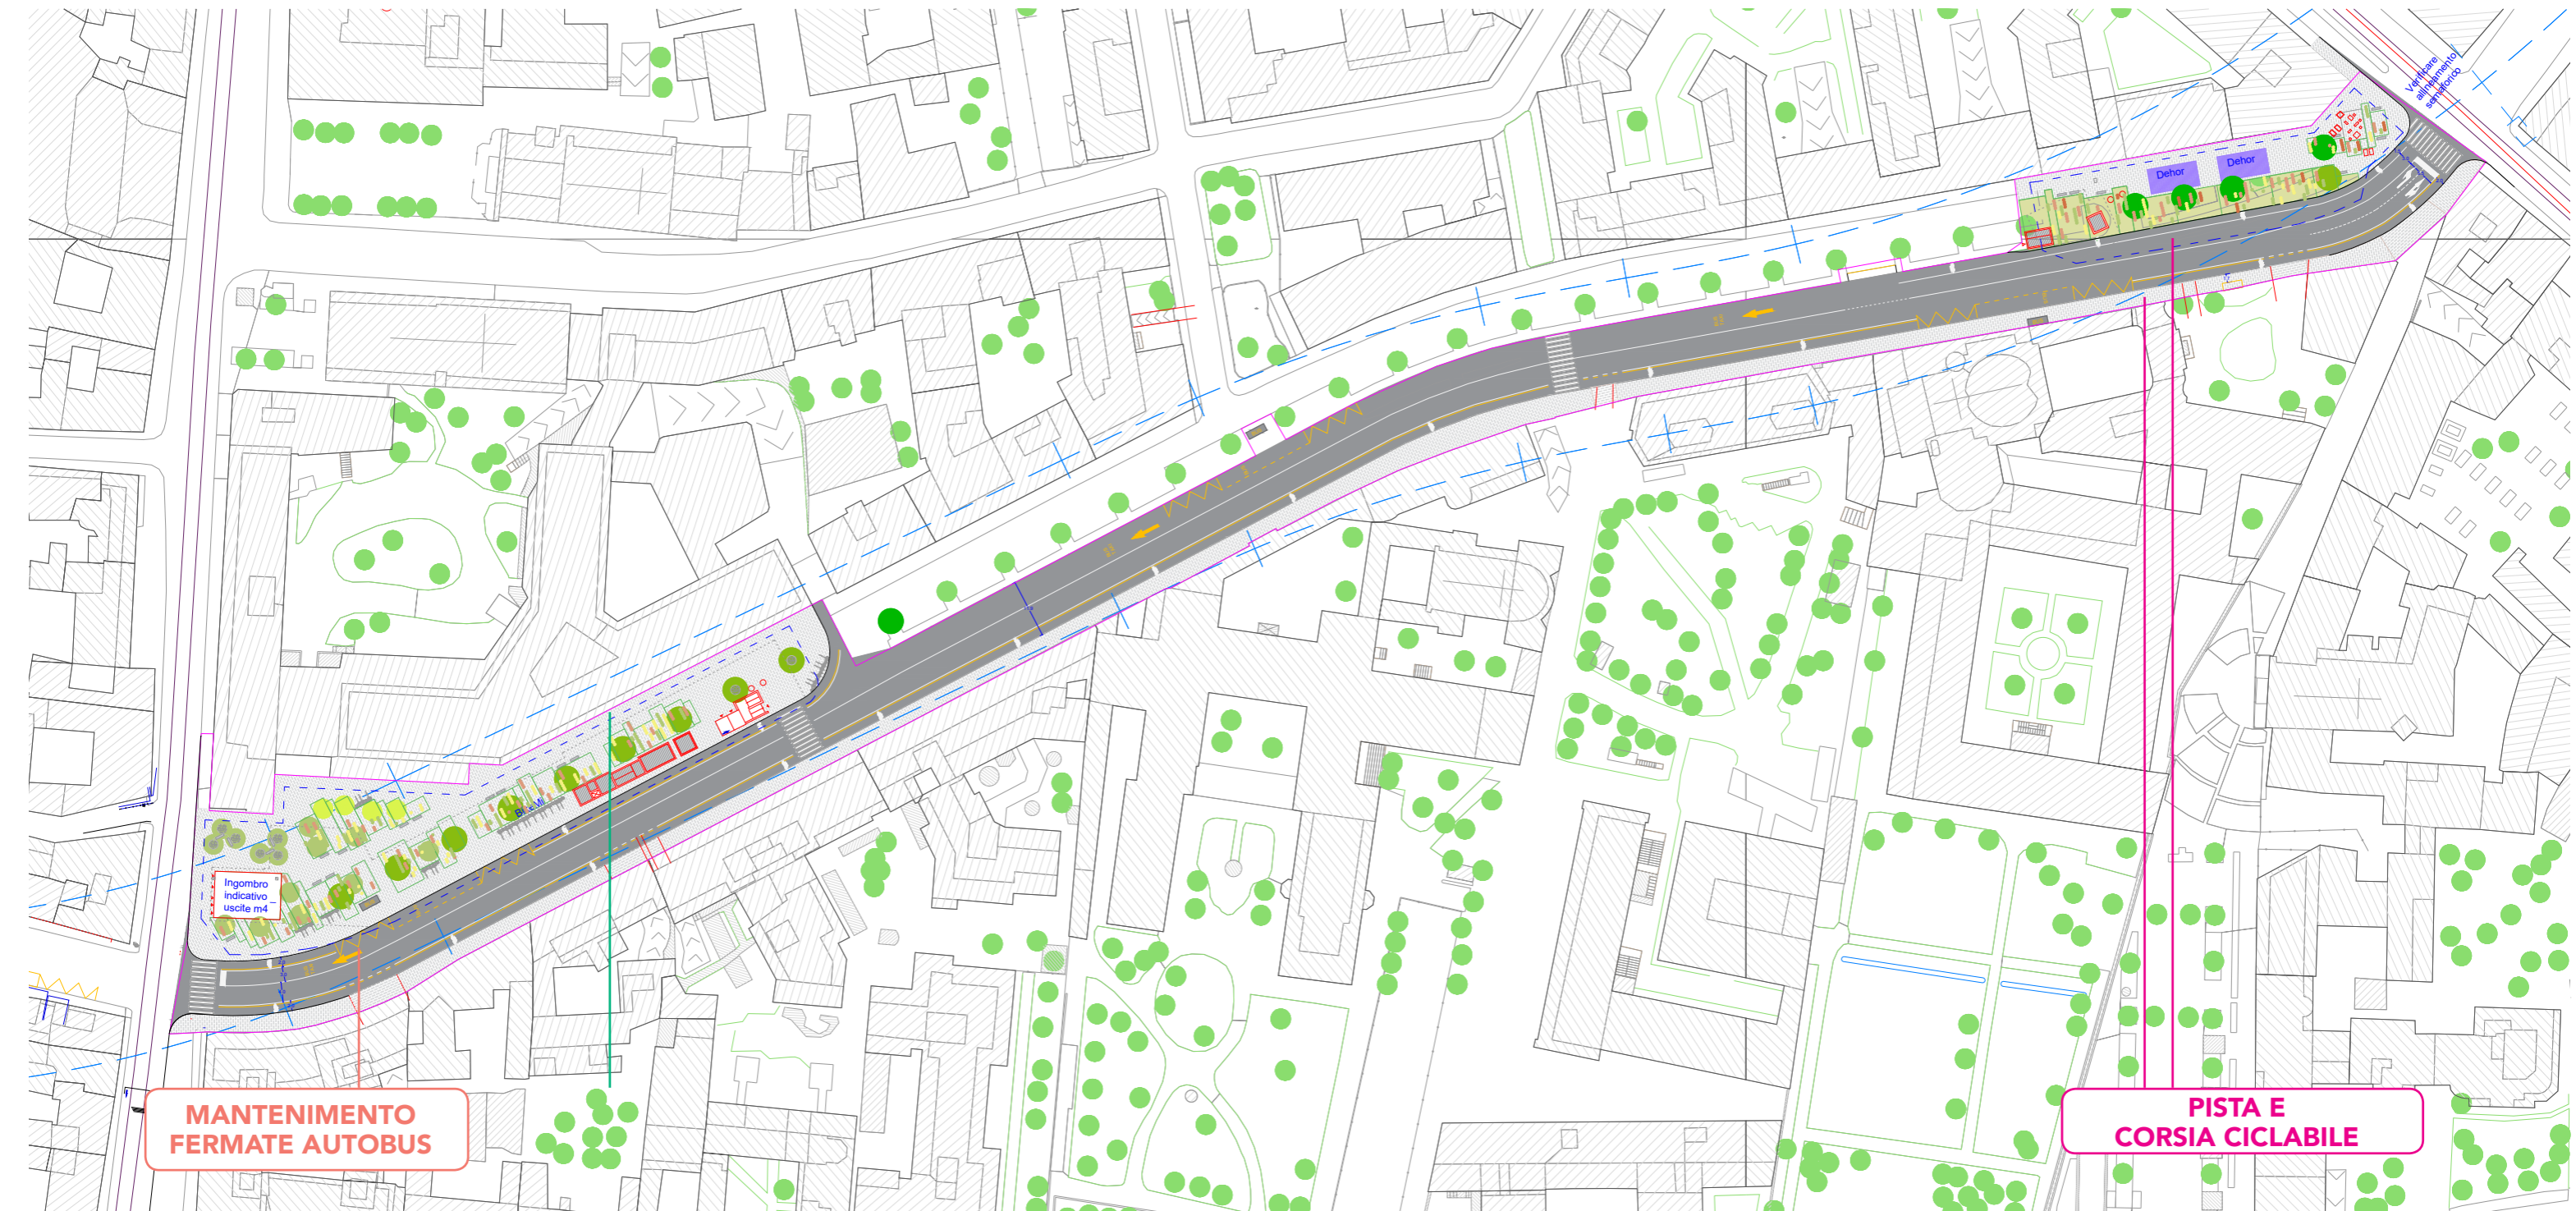 Verificare
allineamento
semaforico
Dehor
Dehor
Ingombro
indicativo _
uscite m4
MANTENIMENTO
FERMATE AUTOBUS
PISTA E
CORSIA CICLABILE